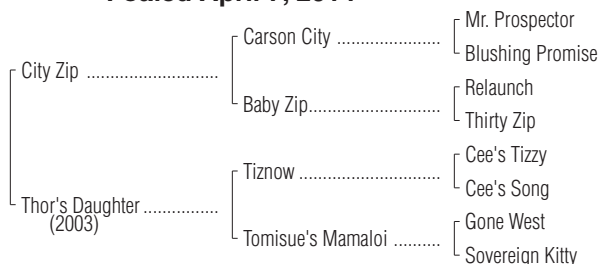 Foaled April
Mr. Prospector
Carson City ......................
Blushing Promise
City Zip ............................
Relaunch
Baby Zip............................
Thirty Zip
Cee's Tizzy
Tiznow ..............................
Cee's Song
Thor's Daughter ................
(2003)
Gone West
Tomisue's Mamaloi ..........
Sovereign Kitty